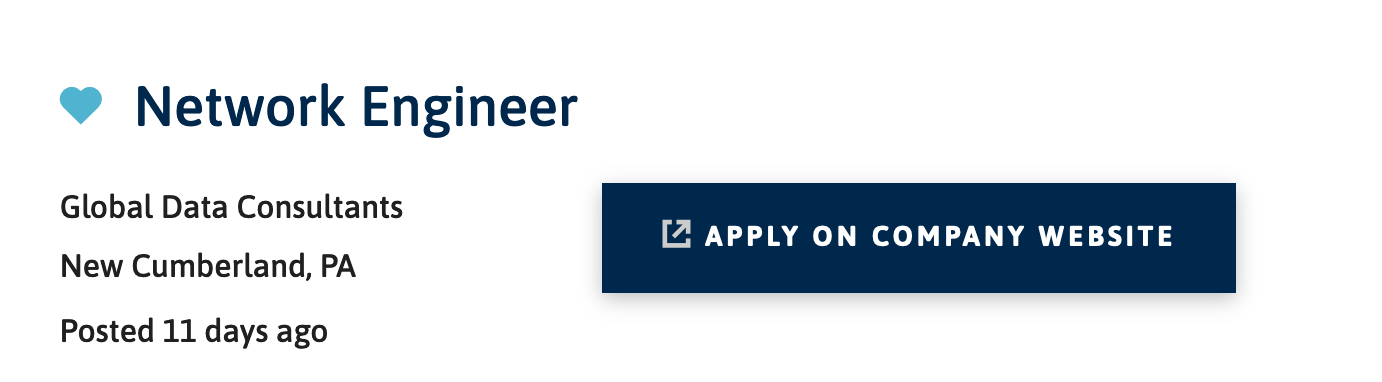 Network Engineer
Global Data Consultants
APPLY ON COMPANY WEBSITE
New Cumberland, PA
Posted 11 days ago